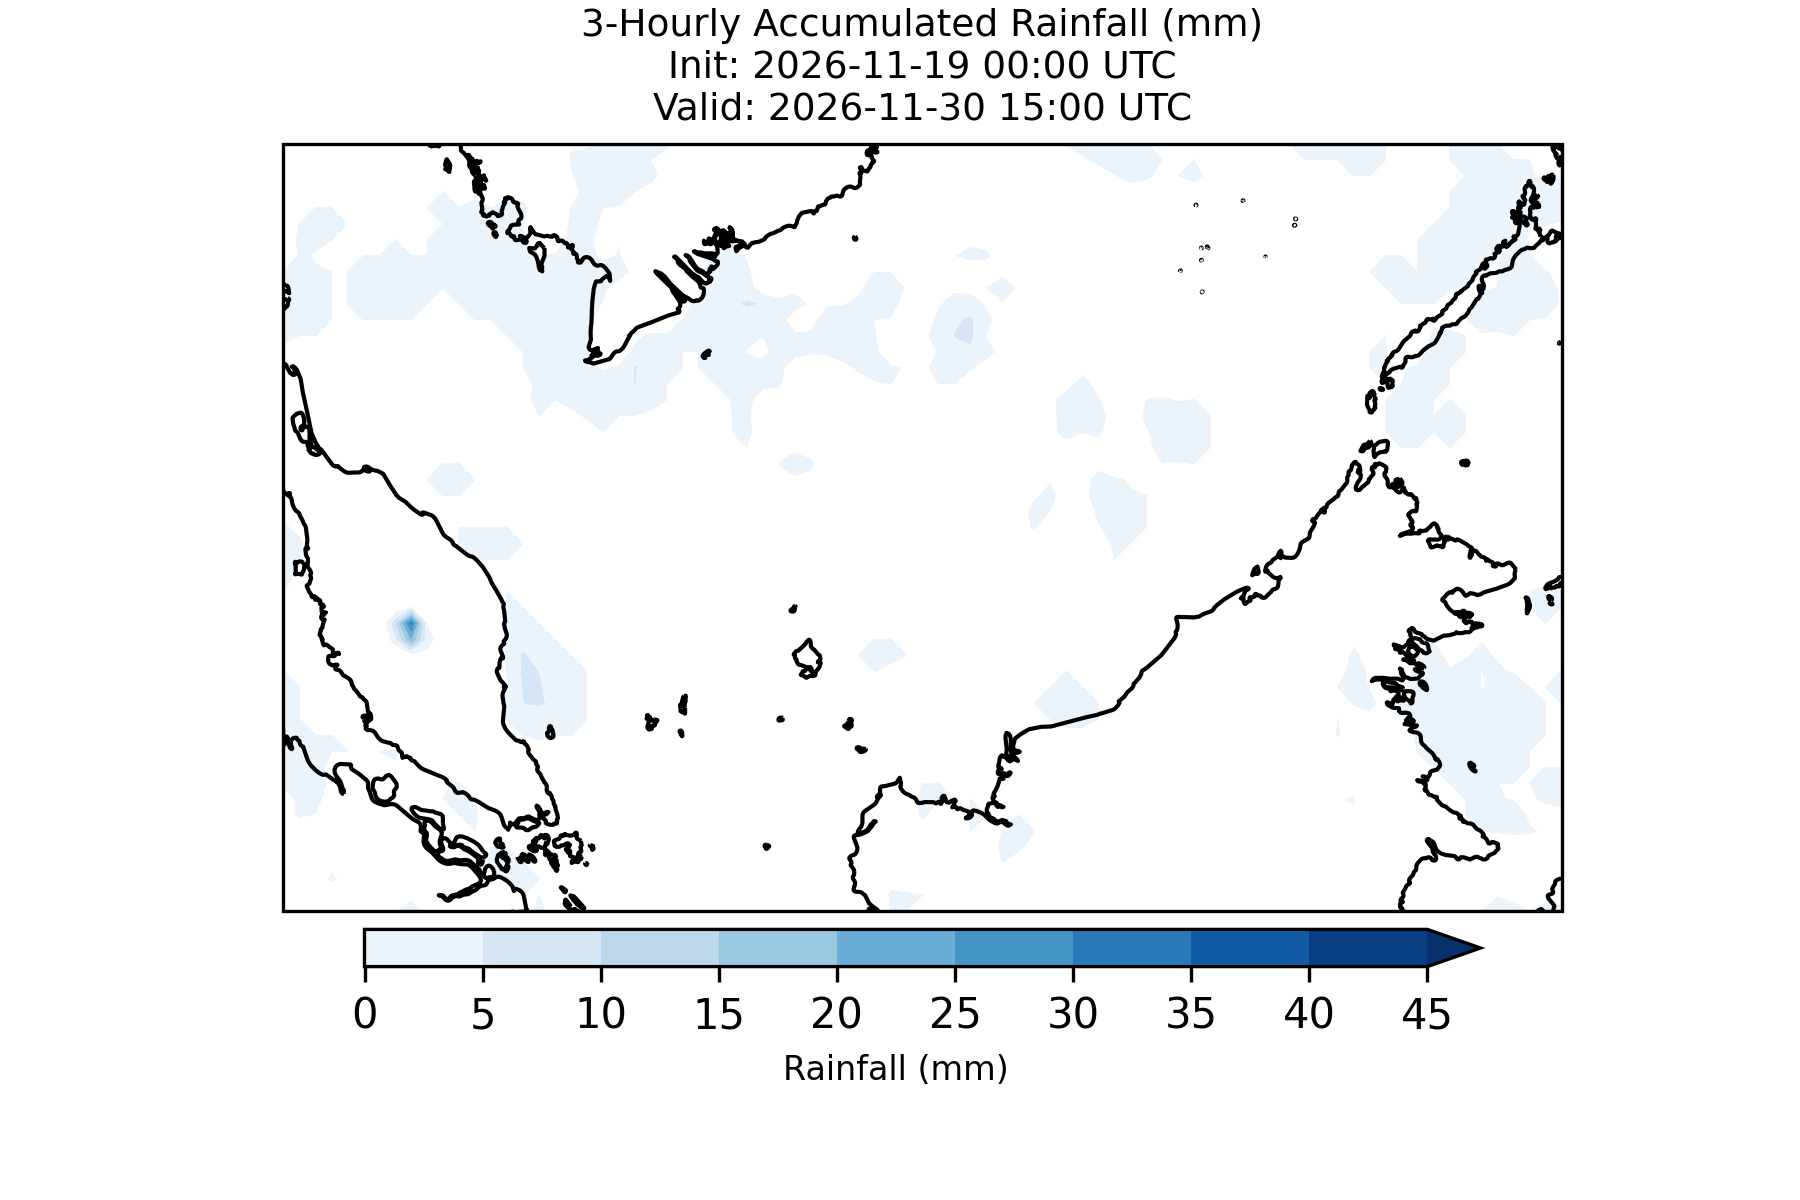 3-Hourly Accumulated Rainfall (mm)
Init: 2026-11-19 00:00 UTC
Valid: 2026-11-30 15:00 UTC
0 5 10 15 20 25 30 35 40 45
Rainfall (mm)